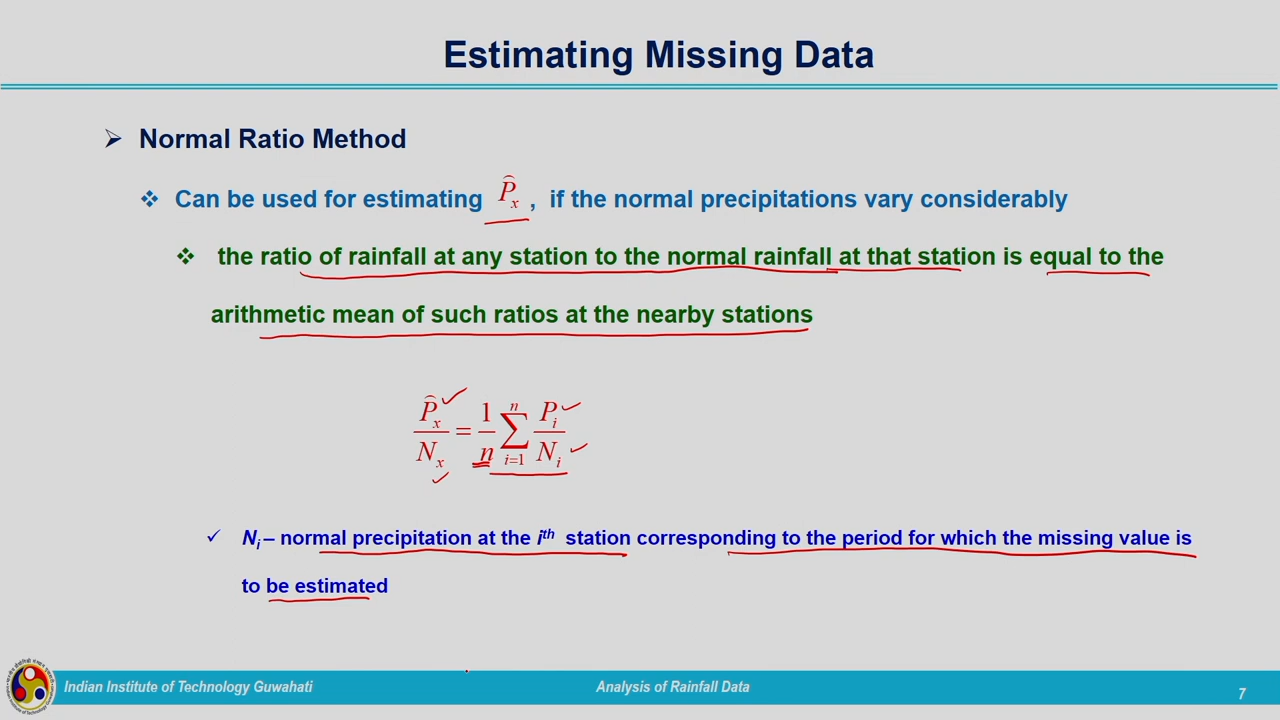 Estimating Missing Data
➢ Normal Ratio Method
❖ Can be used for estimating P̂x , if the normal precipitations vary considerably
❖ the ratio of rainfall at any station to the normal rainfall at that station is equal to the
arithmetic mean of such ratios at the nearby stations
P̂x / Nx = 1/n ∑_{i=1}^{n} Pi / Ni
✓ Ni – normal precipitation at the ith station corresponding to the period for which the missing value is
to be estimated
Indian Institute of Technology Guwahati Analysis of Rainfall Data 7